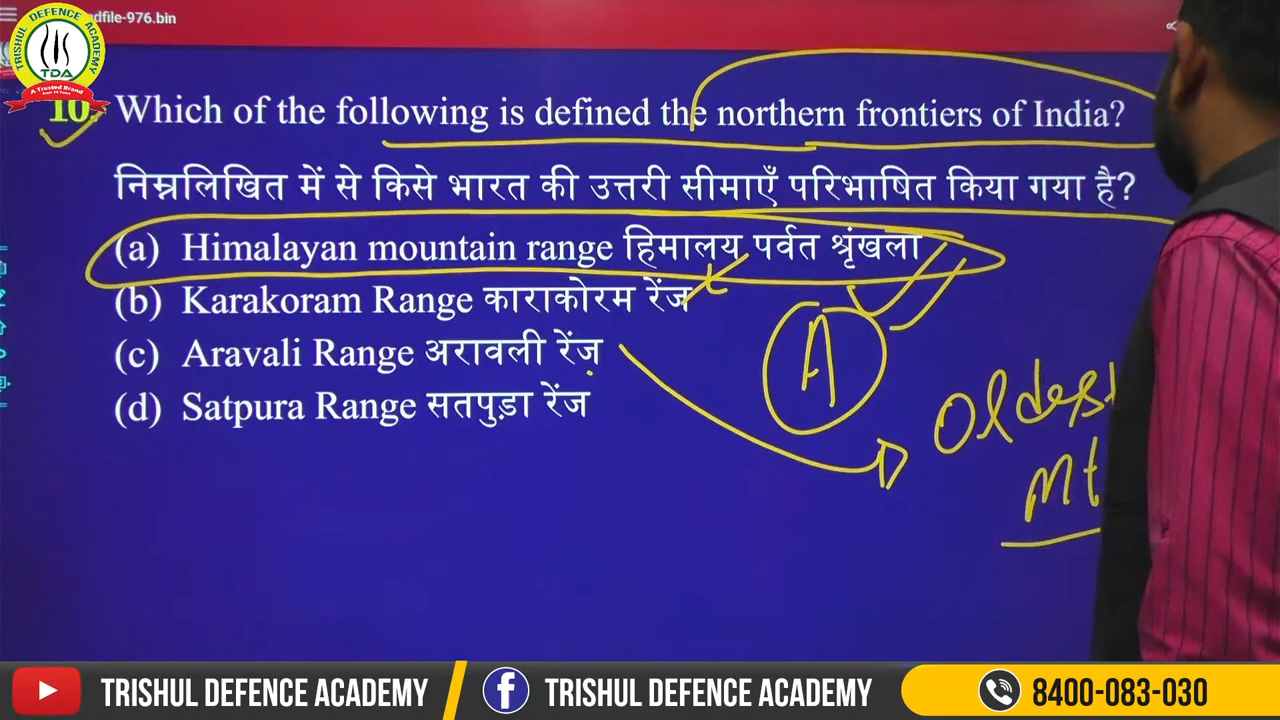 dfile-976.bin
TRISHUL DEFENCE ACADEMY
TDA
A Trusted Brand
10. Which of the following is defined the northern frontiers of India?
निम्नलिखित में से किसे भारत की उत्तरी सीमाएँ परिभाषित किया गया है?
(a) Himalayan mountain range हिमालय पर्वत श्रृंखला
(b) Karakoram Range काराकोरम रेंज
(c) Aravali Range अरावली रेंज़
(d) Satpura Range सतपुड़ा रेंज
A
Oldest
Mt
TRISHUL DEFENCE ACADEMY
TRISHUL DEFENCE ACADEMY
8400-083-030